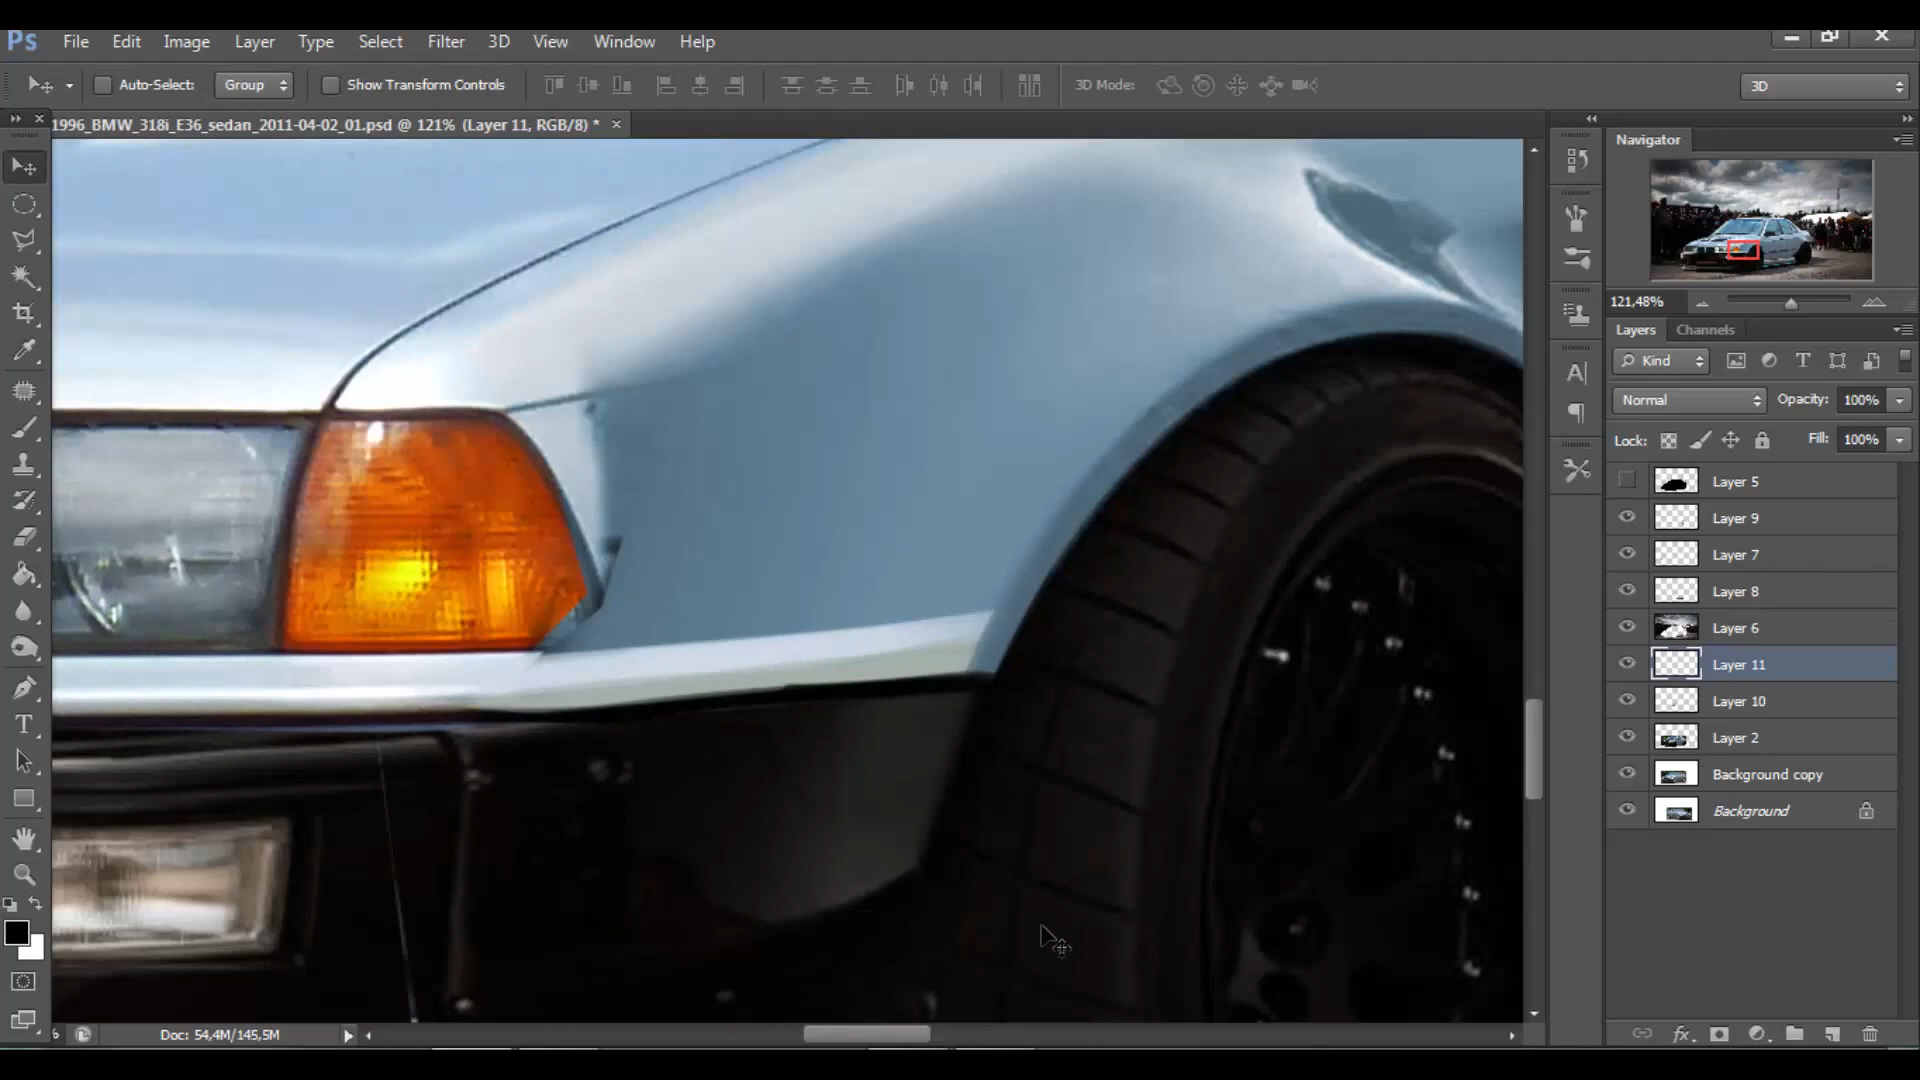 Ps File Edit Image Layer Type Select Filter 3D View Window Help
Auto-Select: Group Show Transform Controls 3D Mode: 3D
1996_BMW_318i_E36_sedan_2011-04-02_01.psd @ 121% (Layer 11, RGB/8) * ×
Navigator
121,48%
Layers Channels
Kind
Normal Opacity: 100%
Lock: Fill: 100%
Layer 5
Layer 9
Layer 7
Layer 8
Layer 6
Layer 11
Layer 10
Layer 2
Background copy
Background
Doc: 54,4M/145,5M